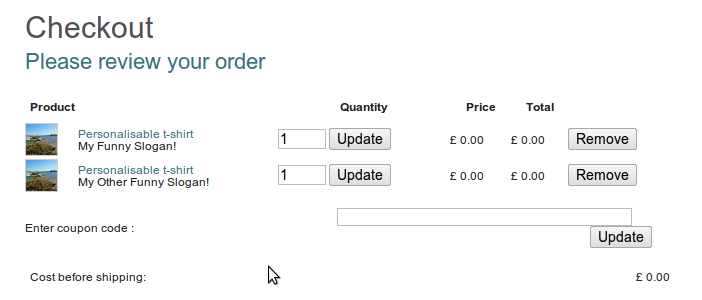 Checkout
Please review your order
Product Quantity Price Total
Personalisable t-shirt
My Funny Slogan!
1 Update £ 0.00 £ 0.00 Remove
Personalisable t-shirt
My Other Funny Slogan!
1 Update £ 0.00 £ 0.00 Remove
Enter coupon code :
Update
Cost before shipping: £ 0.00